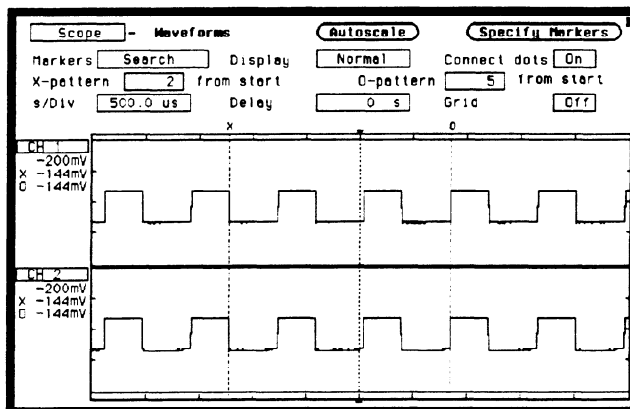 Scope - Waveforms Autoscale Specify Markers
Markers Search Display Normal Connect dots On
X-pattern 2 from start O-pattern 5 from start
s/Div 500.0 us Delay 0 s Grid Off
X O
CH 1
-200mV
X -144mV
O -144mV
CH 2
-200mV
X -144mV
O -144mV